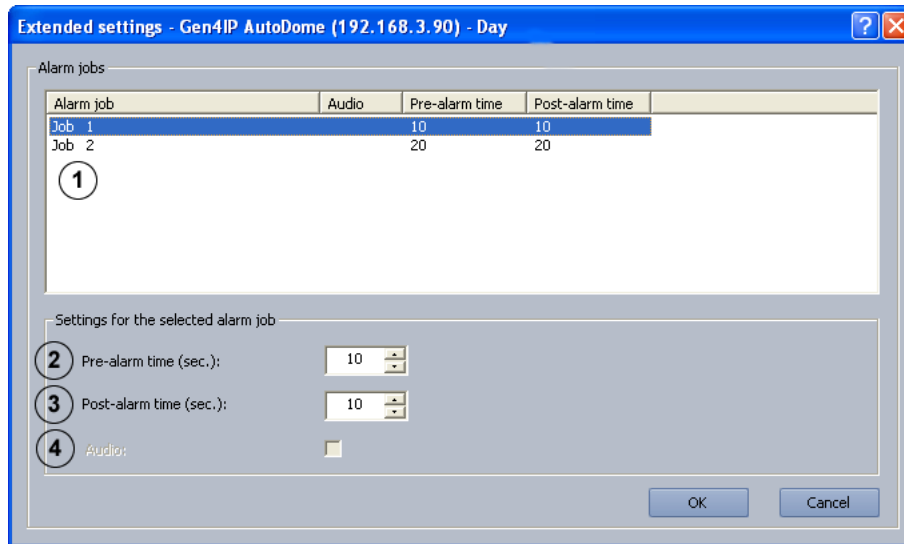 Extended settings - Gen4IP AutoDome (192.168.3.90) - Day
Alarm jobs
Alarm job Audio Pre-alarm time Post-alarm time
Job 1 10 10
Job 2 20 20
1
Settings for the selected alarm job
2 Pre-alarm time (sec.): 10
3 Post-alarm time (sec.): 10
4 Audio:
OK Cancel